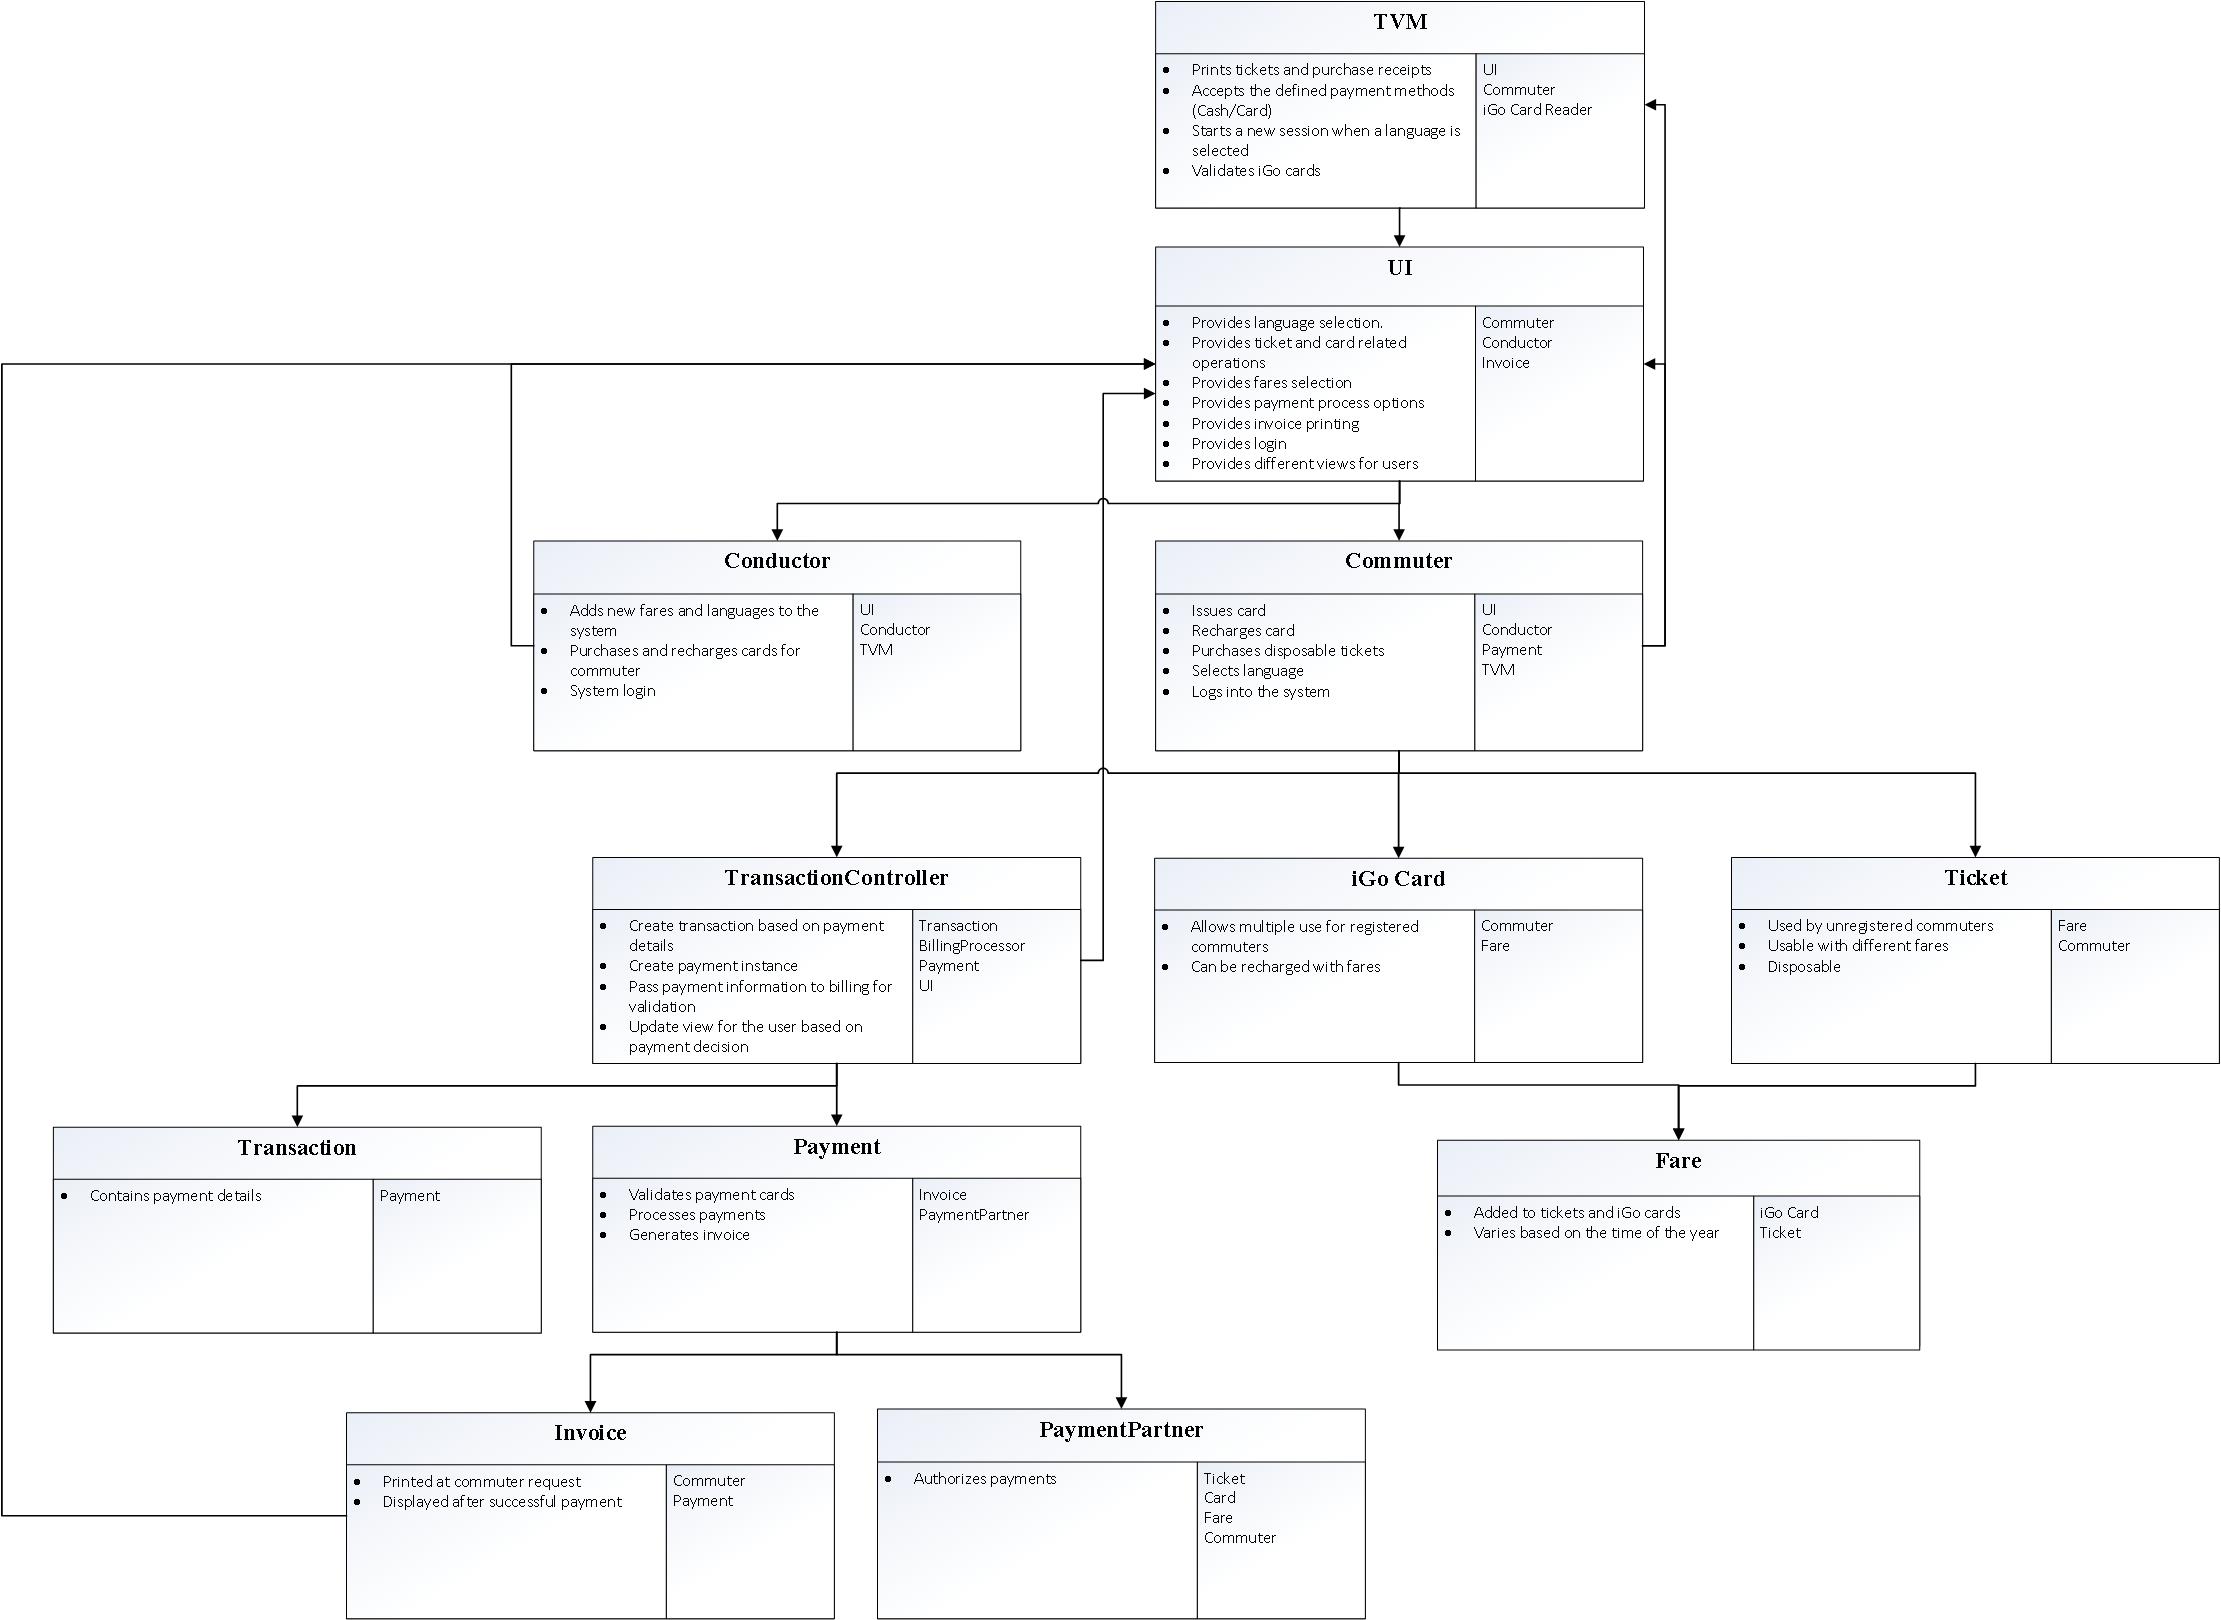 TVM
• Prints tickets and purchase receipts
• Accepts the defined payment methods
(Cash/Card)
• Starts a new session when a language is
selected
• Validates iGo cards
UI
Commuter
iGo Card Reader
UI
• Provides language selection.
• Provides ticket and card related
operations
• Provides fares selection
• Provides payment process options
• Provides invoice printing
• Provides login
• Provides different views for users
Commuter
Conductor
Invoice
Conductor
• Adds new fares and languages to the
system
• Purchases and recharges cards for
commuter
• System login
UI
Conductor
TVM
Commuter
• Issues card
• Recharges card
• Purchases disposable tickets
• Selects language
• Logs into the system
UI
Conductor
Payment
TVM
TransactionController
• Create transaction based on payment
details
• Create payment instance
• Pass payment information to billing for
validation
• Update view for the user based on
payment decision
Transaction
BillingProcessor
Payment
UI
iGo Card
• Allows multiple use for registered
commuters
• Can be recharged with fares
Commuter
Fare
Ticket
• Used by unregistered commuters
• Usable with different fares
• Disposable
Fare
Commuter
Transaction
• Contains payment details
Payment
Payment
• Validates payment cards
• Processes payments
• Generates invoice
Invoice
PaymentPartner
Fare
• Added to tickets and iGo cards
• Varies based on the time of the year
iGo Card
Ticket
Invoice
• Printed at commuter request
• Displayed after successful payment
Commuter
Payment
PaymentPartner
• Authorizes payments
Ticket
Card
Fare
Commuter